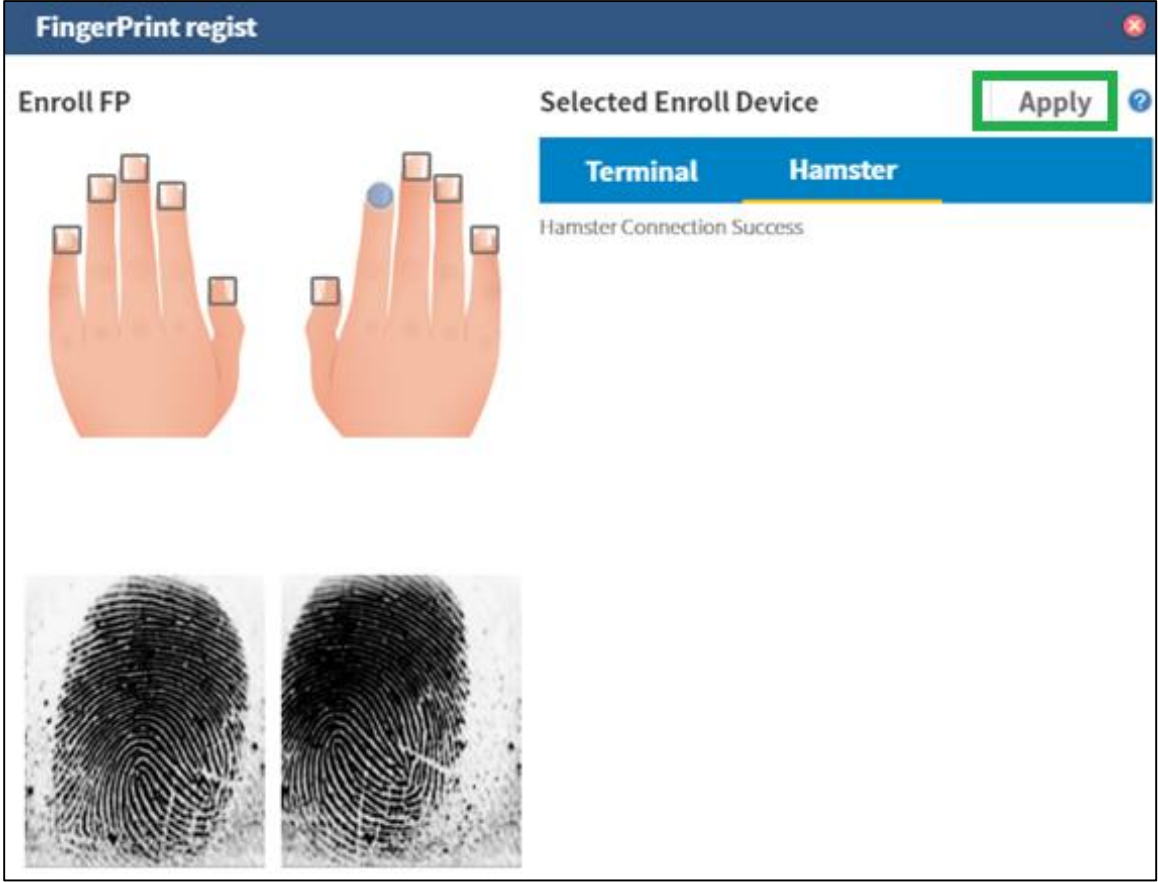 FingerPrint regist
Enroll FP
Selected Enroll Device
Apply
?
Terminal
Hamster
Hamster Connection Success